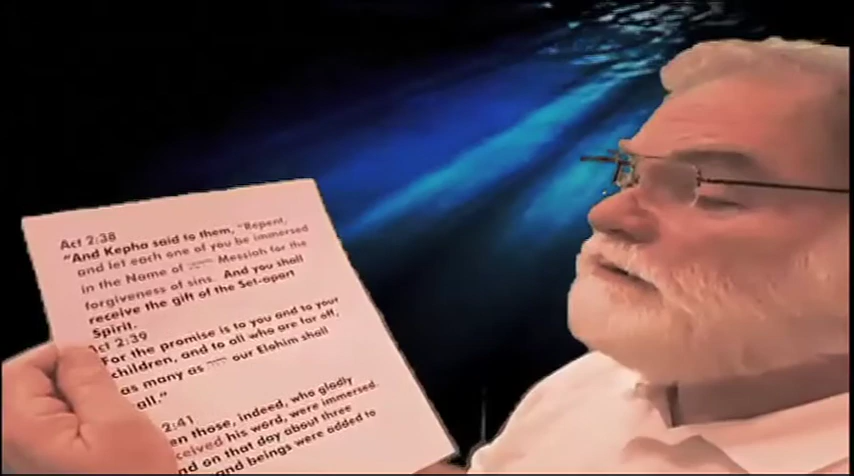 Act 2:38
"And Kepha said to them, "Repent,
and let each one of you be immersed
in the Name of Messiah for the
forgiveness of sins. And you shall
receive the gift of the Set-apart
Spirit.
Act 2:39
For the promise is to you and to your
children, and to all who are far off,
as many as our Elohim shall
all."
2:41
en those, indeed, who gladly
ceived his word, were immersed.
nd on that day about three
and beings were added to